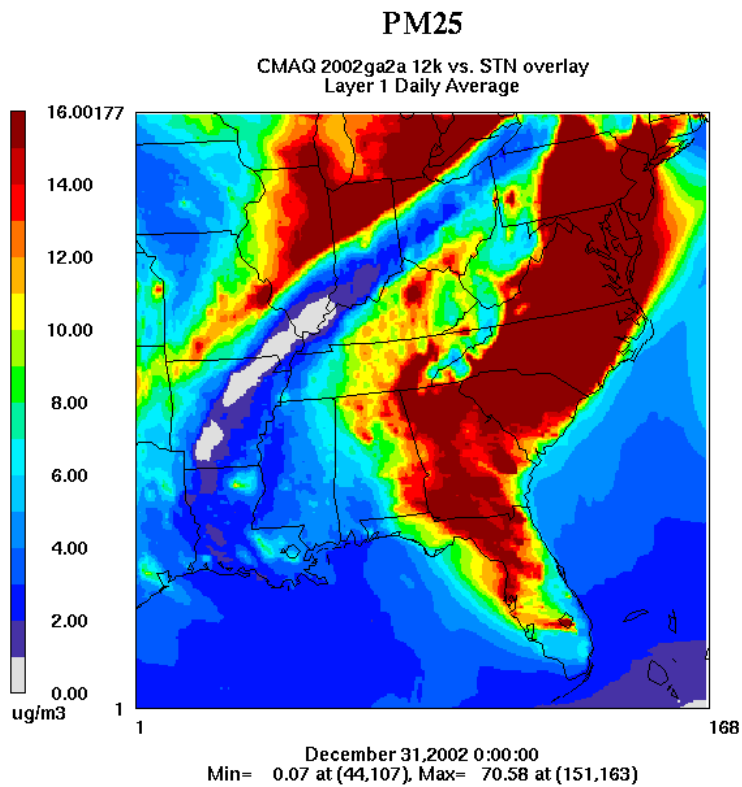 PM25
CMAQ 2002ga2a 12k vs. STN overlay
Layer 1 Daily Average
16.00
177
14.00
12.00
10.00
8.00
6.00
4.00
2.00
0.00
ug/m3
1
1
168
December 31,2002 0:00:00
Min= 0.07 at (44,107), Max= 70.58 at (151,163)